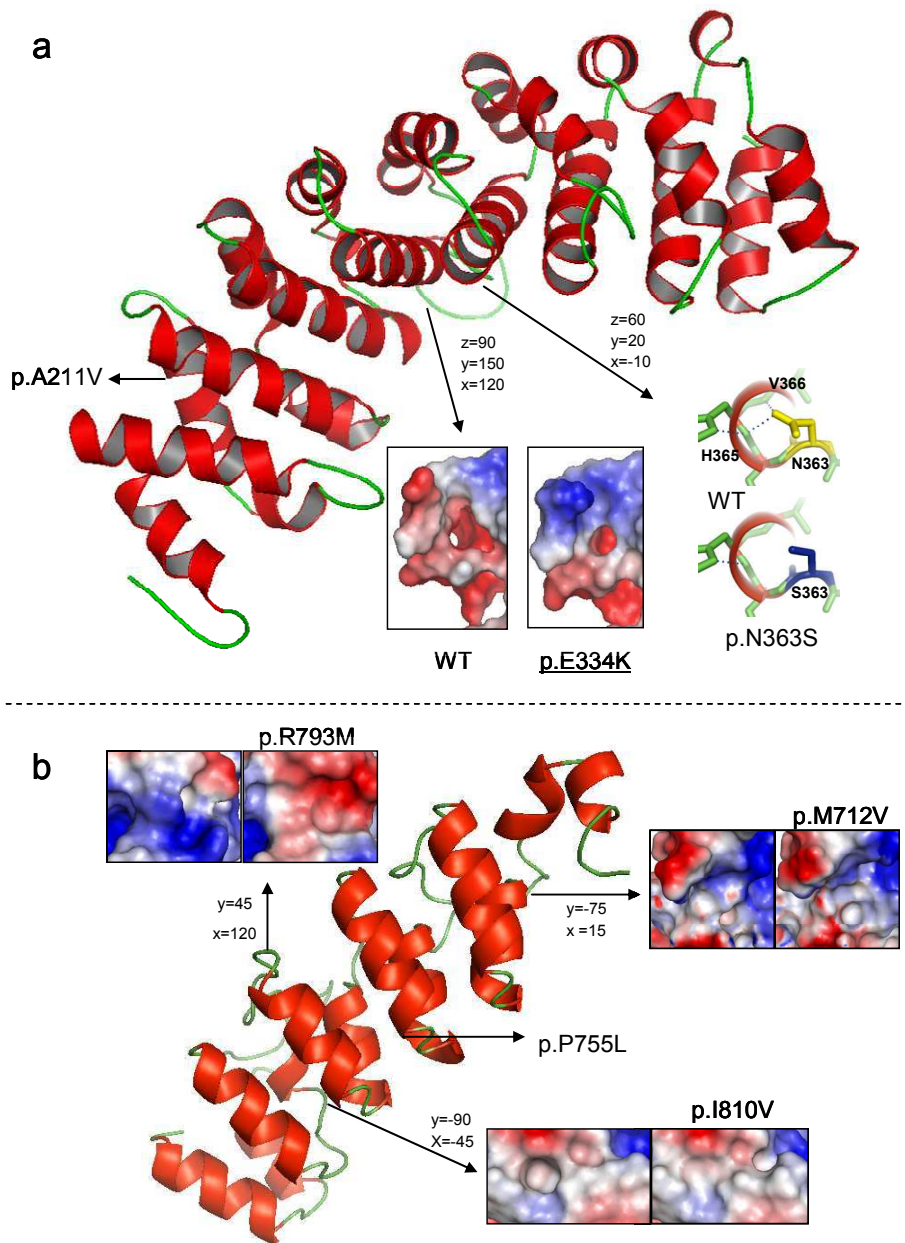 a
p.A211V
z=90
y=150
x=120
z=60
y=20
x=-10
V366
H365
N363
WT
S363
p.N363S
WT
p.E334K
b
p.R793M
p.M712V
y=45
x=120
y=-75
x =15
p.P755L
y=-90
X=-45
p.I810V